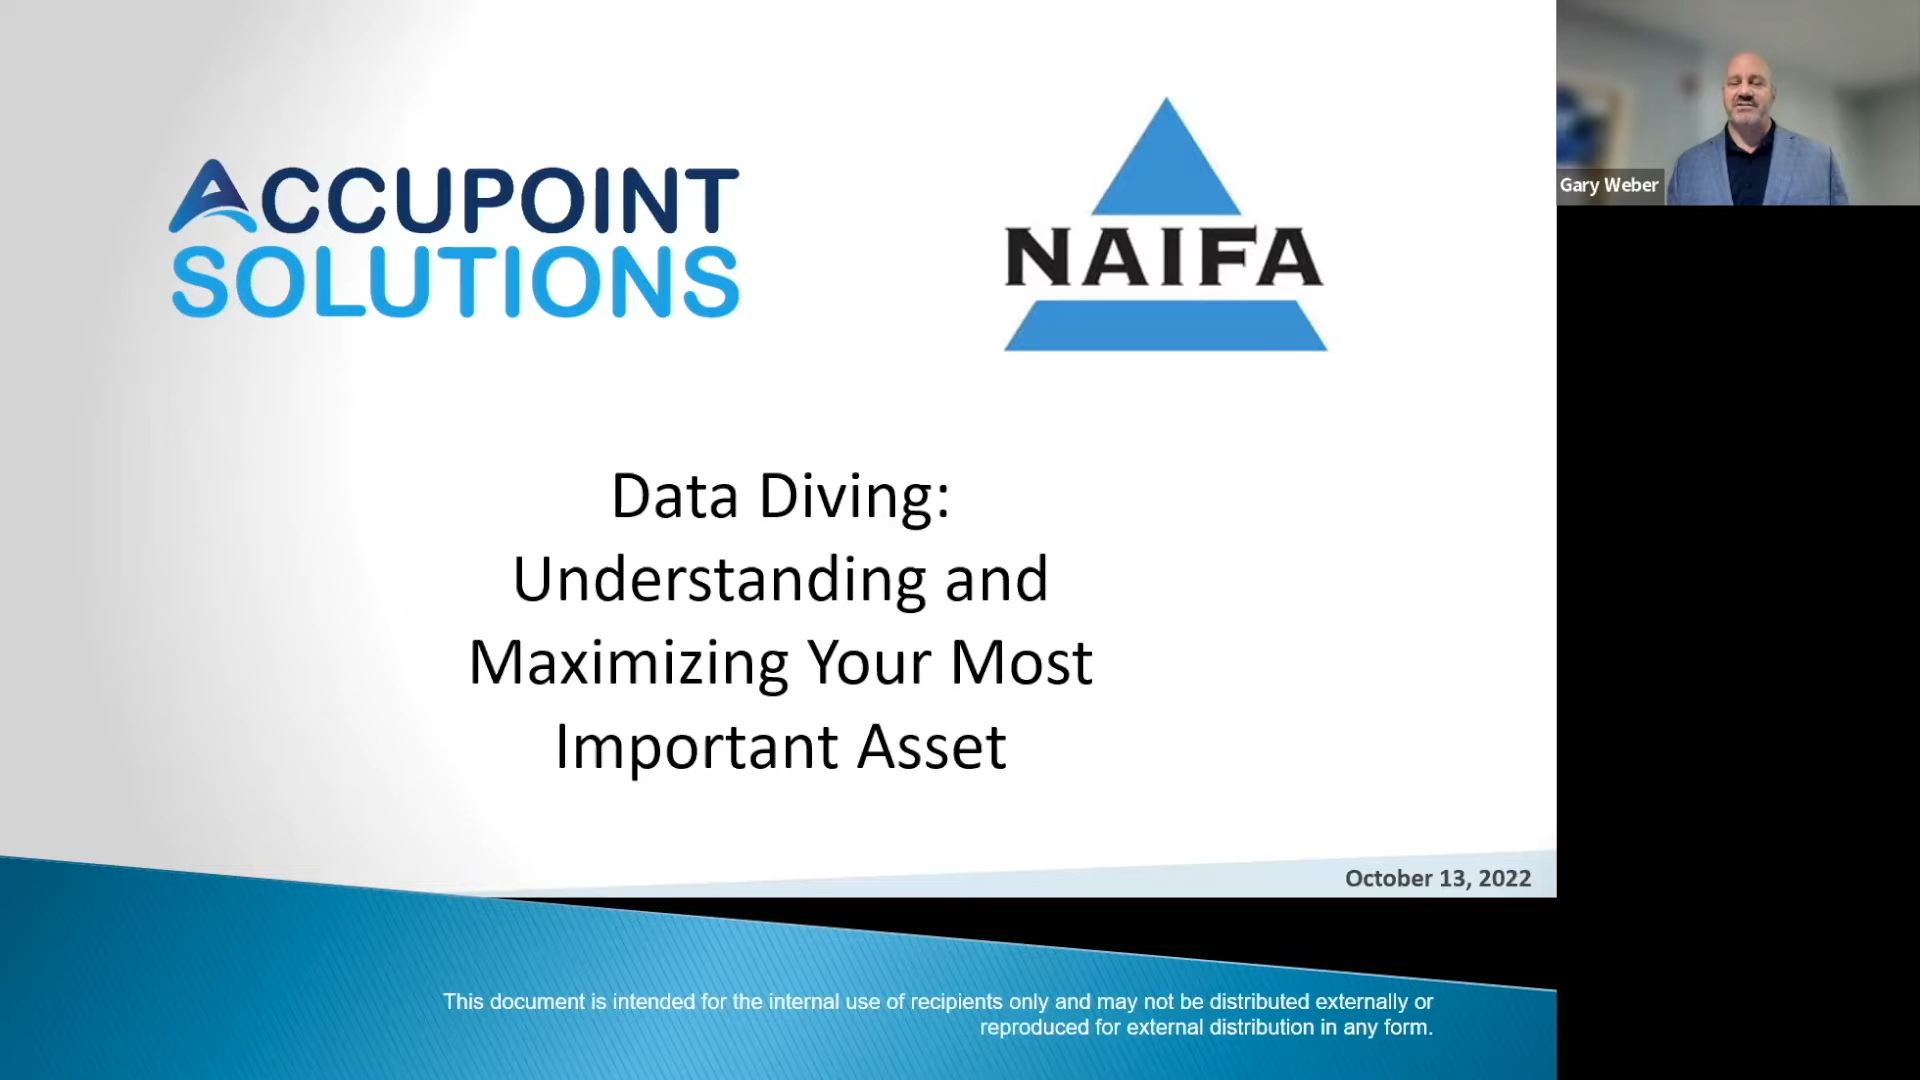 ACCUPOINT
SOLUTIONS
NAIFA
Gary Weber
Data Diving:
Understanding and
Maximizing Your Most
Important Asset
October 13, 2022
This document is intended for the internal use of recipients only and may not be distributed externally or
reproduced for external distribution in any form.